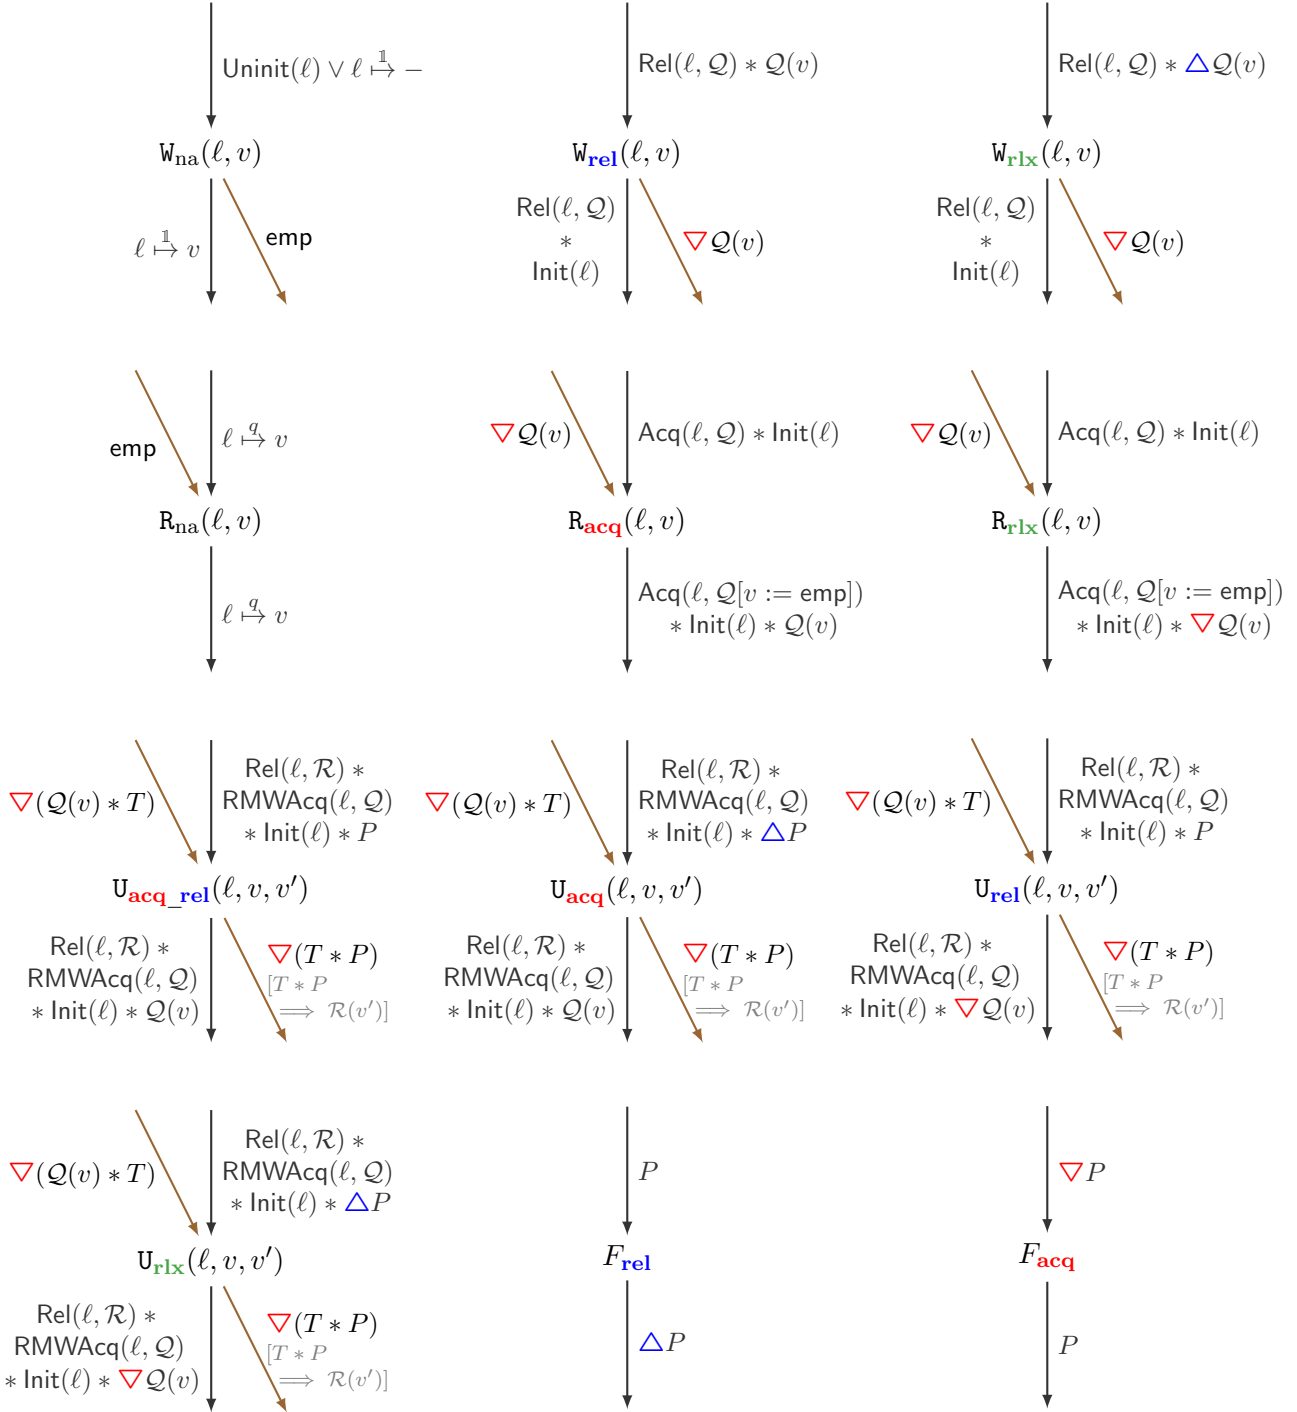 Uninit(ℓ) ∨ ℓ ↦^𝟙 −
Rel(ℓ, 𝒬) ∗ 𝒬(v)
Rel(ℓ, 𝒬) ∗ △𝒬(v)
W_na(ℓ, v)
W_rel(ℓ, v)
W_rlx(ℓ, v)
ℓ ↦^𝟙 v
emp
Rel(ℓ, 𝒬)
∗
Init(ℓ)
▽𝒬(v)
Rel(ℓ, 𝒬)
∗
Init(ℓ)
▽𝒬(v)
emp
ℓ ↦^q v
▽𝒬(v)
Acq(ℓ, 𝒬) ∗ Init(ℓ)
▽𝒬(v)
Acq(ℓ, 𝒬) ∗ Init(ℓ)
R_na(ℓ, v)
R_acq(ℓ, v)
R_rlx(ℓ, v)
ℓ ↦^q v
Acq(ℓ, 𝒬[v := emp])
∗ Init(ℓ) ∗ 𝒬(v)
Acq(ℓ, 𝒬[v := emp])
∗ Init(ℓ) ∗ ▽𝒬(v)
▽(𝒬(v) ∗ T)
Rel(ℓ, ℛ) ∗
RMWAcq(ℓ, 𝒬)
∗ Init(ℓ) ∗ P
▽(𝒬(v) ∗ T)
Rel(ℓ, ℛ) ∗
RMWAcq(ℓ, 𝒬)
∗ Init(ℓ) ∗ △P
▽(𝒬(v) ∗ T)
Rel(ℓ, ℛ) ∗
RMWAcq(ℓ, 𝒬)
∗ Init(ℓ) ∗ P
U_acq_rel(ℓ, v, v′)
U_acq(ℓ, v, v′)
U_rel(ℓ, v, v′)
Rel(ℓ, ℛ) ∗
RMWAcq(ℓ, 𝒬)
∗ Init(ℓ) ∗ 𝒬(v)
▽(T ∗ P)
[T ∗ P
⟹ ℛ(v′)]
Rel(ℓ, ℛ) ∗
RMWAcq(ℓ, 𝒬)
∗ Init(ℓ) ∗ 𝒬(v)
▽(T ∗ P)
[T ∗ P
⟹ ℛ(v′)]
Rel(ℓ, ℛ) ∗
RMWAcq(ℓ, 𝒬)
∗ Init(ℓ) ∗ ▽𝒬(v)
▽(T ∗ P)
[T ∗ P
⟹ ℛ(v′)]
▽(𝒬(v) ∗ T)
Rel(ℓ, ℛ) ∗
RMWAcq(ℓ, 𝒬)
∗ Init(ℓ) ∗ △P
P
▽P
U_rlx(ℓ, v, v′)
F_rel
F_acq
Rel(ℓ, ℛ) ∗
RMWAcq(ℓ, 𝒬)
∗ Init(ℓ) ∗ ▽𝒬(v)
▽(T ∗ P)
[T ∗ P
⟹ ℛ(v′)]
△P
P